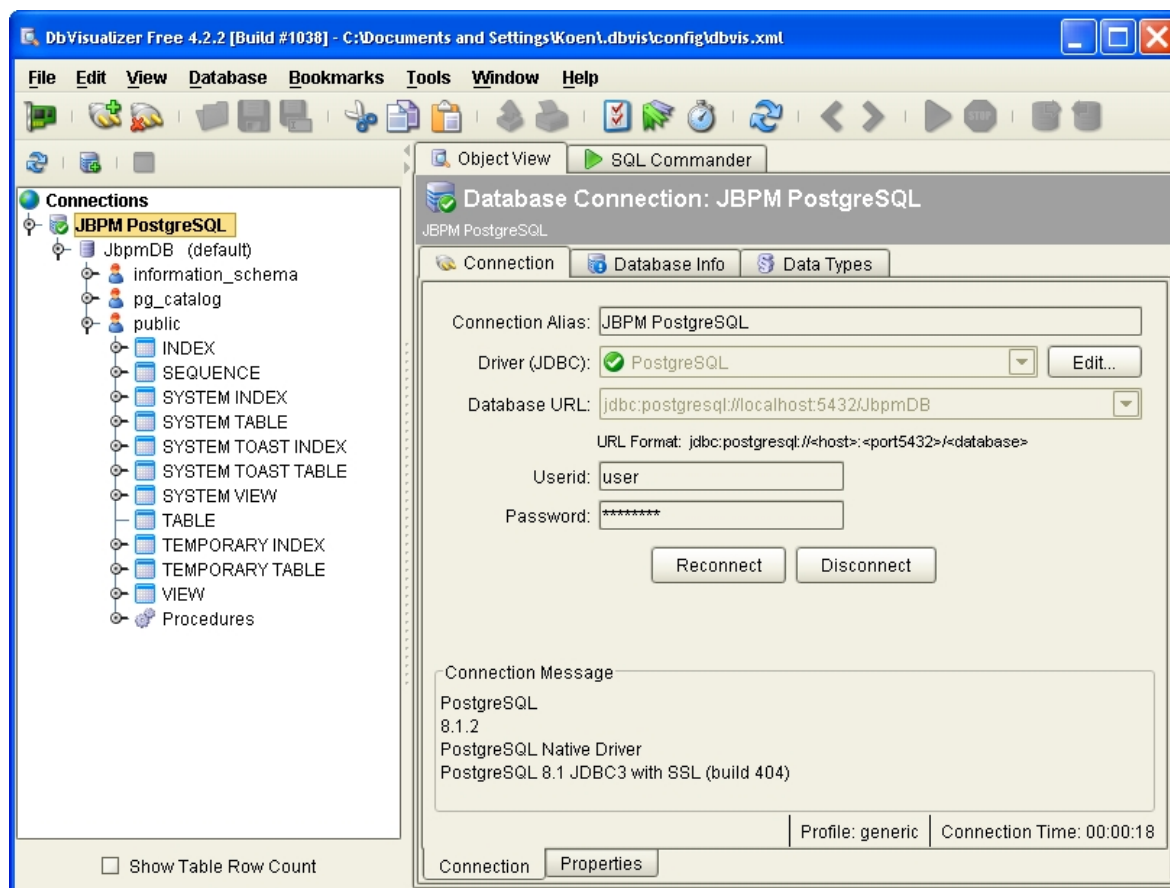 DbVisualizer Free 4.2.2 [Build #1038] - C:\Documents and Settings\Koen\.dbvis\config\dbvis.xml
File Edit View Database Bookmarks Tools Window Help
STOP
Object View SQL Commander
Connections
JBPM PostgreSQL
JbpmDB (default)
information_schema
pg_catalog
public
INDEX
SEQUENCE
SYSTEM INDEX
SYSTEM TABLE
SYSTEM TOAST INDEX
SYSTEM TOAST TABLE
SYSTEM VIEW
TABLE
TEMPORARY INDEX
TEMPORARY TABLE
VIEW
Procedures
Show Table Row Count
Database Connection: JBPM PostgreSQL
JBPM PostgreSQL
Connection Database Info Data Types
Connection Alias: JBPM PostgreSQL
Driver (JDBC): PostgreSQL Edit...
Database URL: jdbc:postgresql://localhost:5432/JbpmDB
URL Format: jdbc:postgresql://<host>:<port5432>/<database>
Userid: user
Password: ********
Reconnect Disconnect
Connection Message
PostgreSQL
8.1.2
PostgreSQL Native Driver
PostgreSQL 8.1 JDBC3 with SSL (build 404)
Profile: generic Connection Time: 00:00:18
Connection Properties